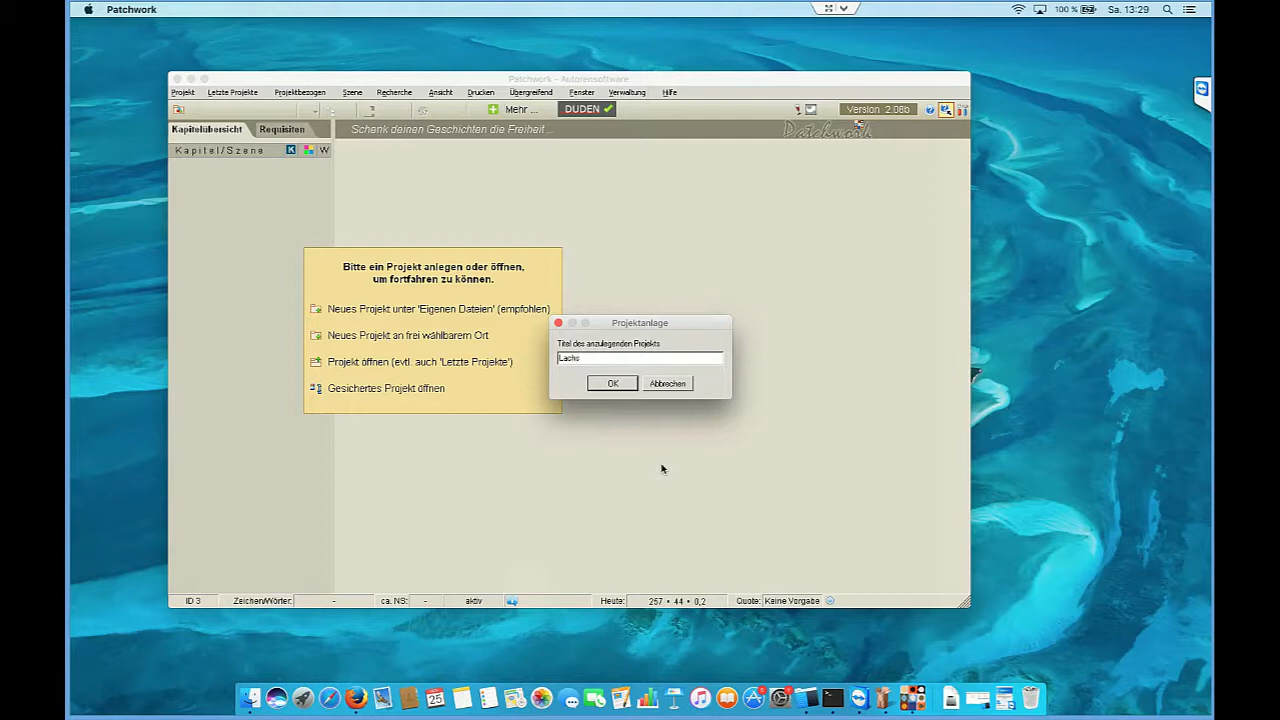 Patchwork
100 %
Sa. 13:29
Patchwork - Autorensoftware
Projekt Letzte Projekte Projektbezogen Szene Recherche Ansicht Drucken Übergreifend Fenster Verwaltung Hilfe
Mehr ... DUDEN Version 2.08b
Kapitelübersicht Requisiten Schenk deinen Geschichten die Freiheit ... Patchwork
Kapitel/Szene K W
Bitte ein Projekt anlegen oder öffnen,
um fortfahren zu können.
Neues Projekt unter 'Eigenen Dateien' (empfohlen)
Neues Projekt an frei wählbarem Ort
Projekt öffnen (evtl. auch 'Letzte Projekte')
Gesichertes Projekt öffnen
Projektanlage
Titel des anzulegenden Projekts
Lachs
OK Abbrechen
ID 3 Zeichen/Wörter: - ca. NS: - aktiv Heute: 257 • 44 • 0,2 Quote: Keine Vorgabe
25